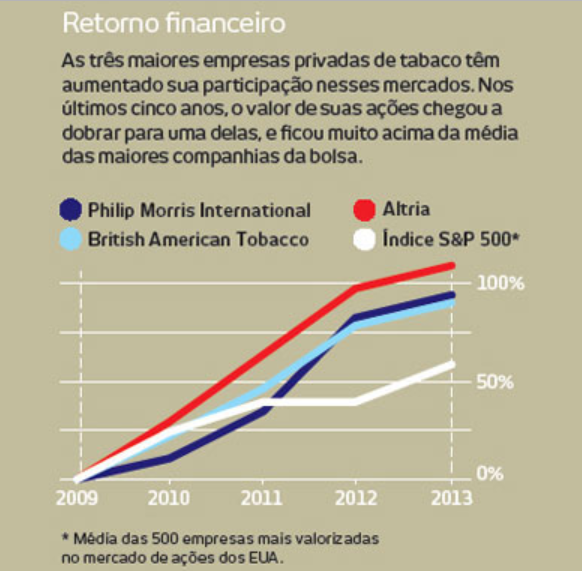 Retorno financeiro
As três maiores empresas privadas de tabaco têm
aumentado sua participação nesses mercados. Nos
últimos cinco anos, o valor de suas ações chegou a
dobrar para uma delas, e ficou muito acima da média
das maiores companhias da bolsa.
Philip Morris International
Altria
British American Tobacco
Índice S&P 500*
100%
50%
0%
2009 2010 2011 2012 2013
* Média das 500 empresas mais valorizadas
no mercado de ações dos EUA.